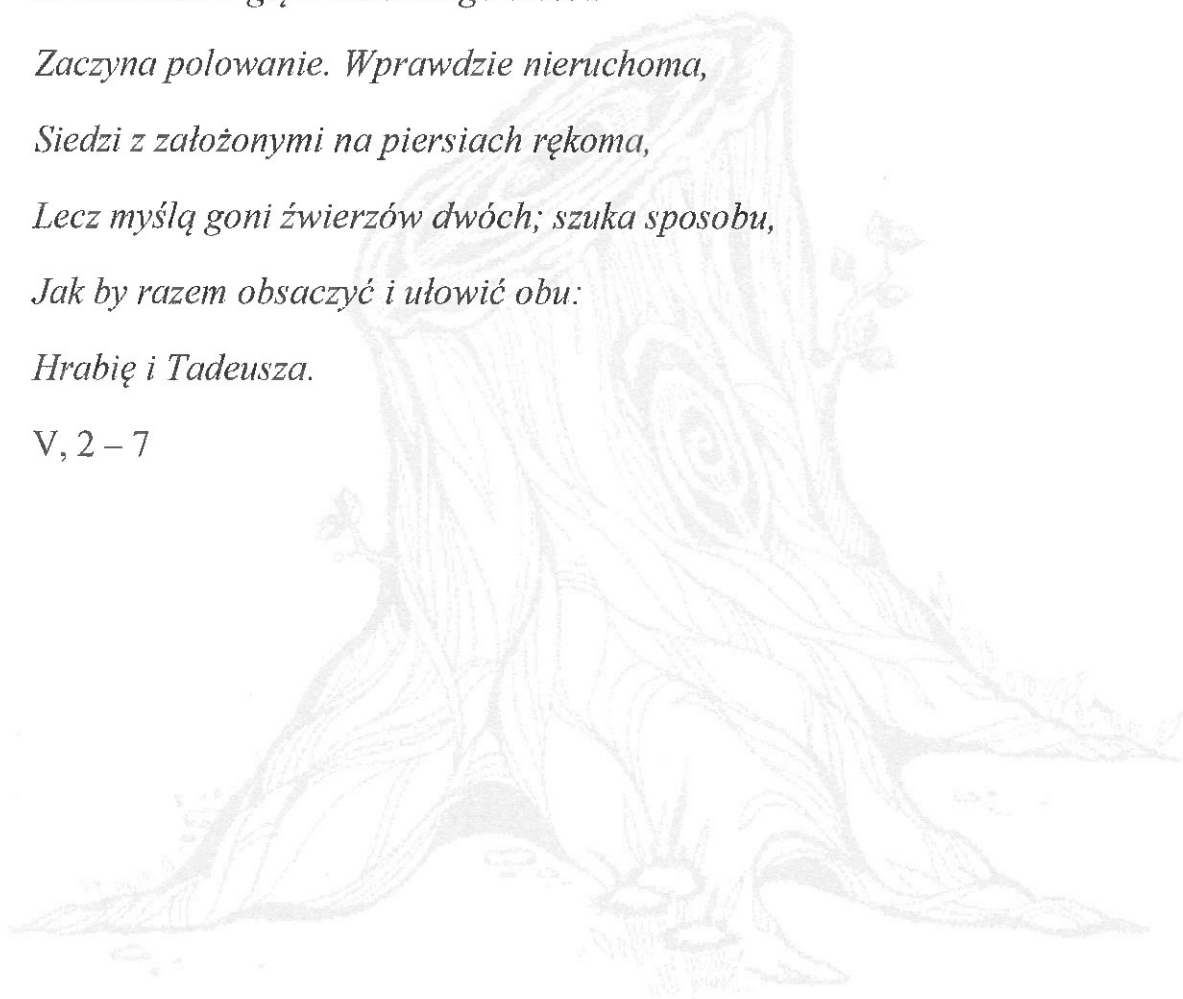 Zaczyna polowanie. Wprawdzie nieruchoma,
Siedzi z założonymi na piersiach rękoma,
Lecz myślą goni źwierzów dwóch; szuka sposobu,
Jak by razem obsaczyć i ułowić obu:
Hrabię i Tadeusza.
V, 2 – 7